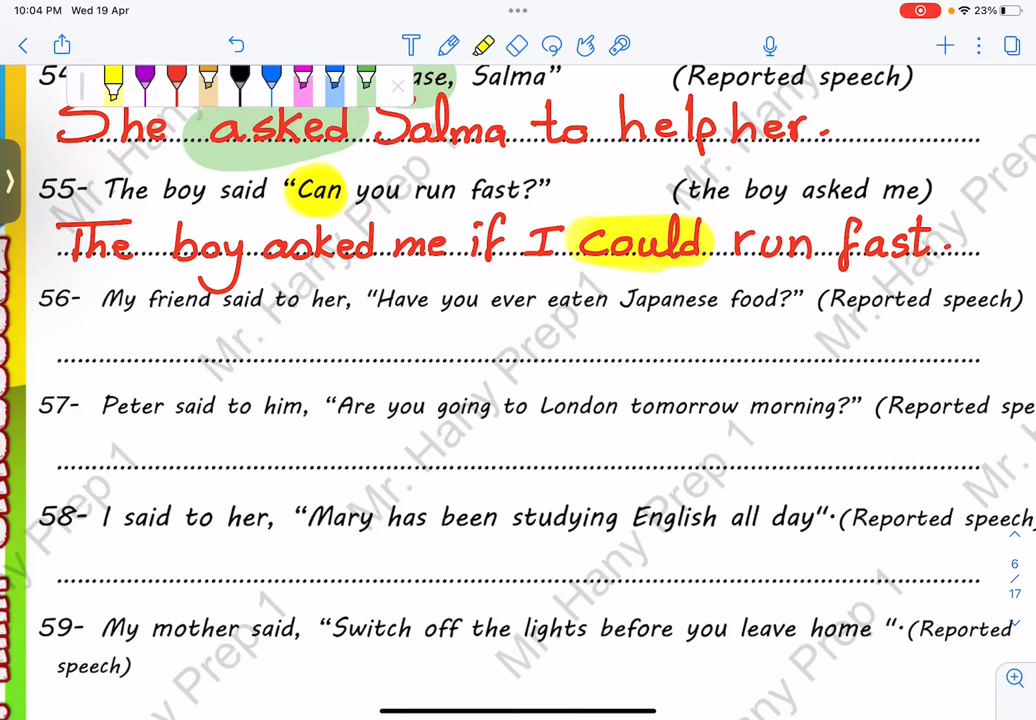 10:04 PM Wed 19 Apr
23%
54 ase, Salma” (Reported speech)
She asked Salma to help her.
55- The boy said “Can you run fast?” (the boy asked me)
The boy asked me if I could run fast.
56- My friend said to her, “Have you ever eaten Japanese food?” (Reported speech)
57- Peter said to him, “Are you going to London tomorrow morning?” (Reported spe
58- I said to her, “Mary has been studying English all day“.(Reported speech
59- My mother said, “Switch off the lights before you leave home “.(Reported
speech)
6
/
17
Mr. Hany Prep 1